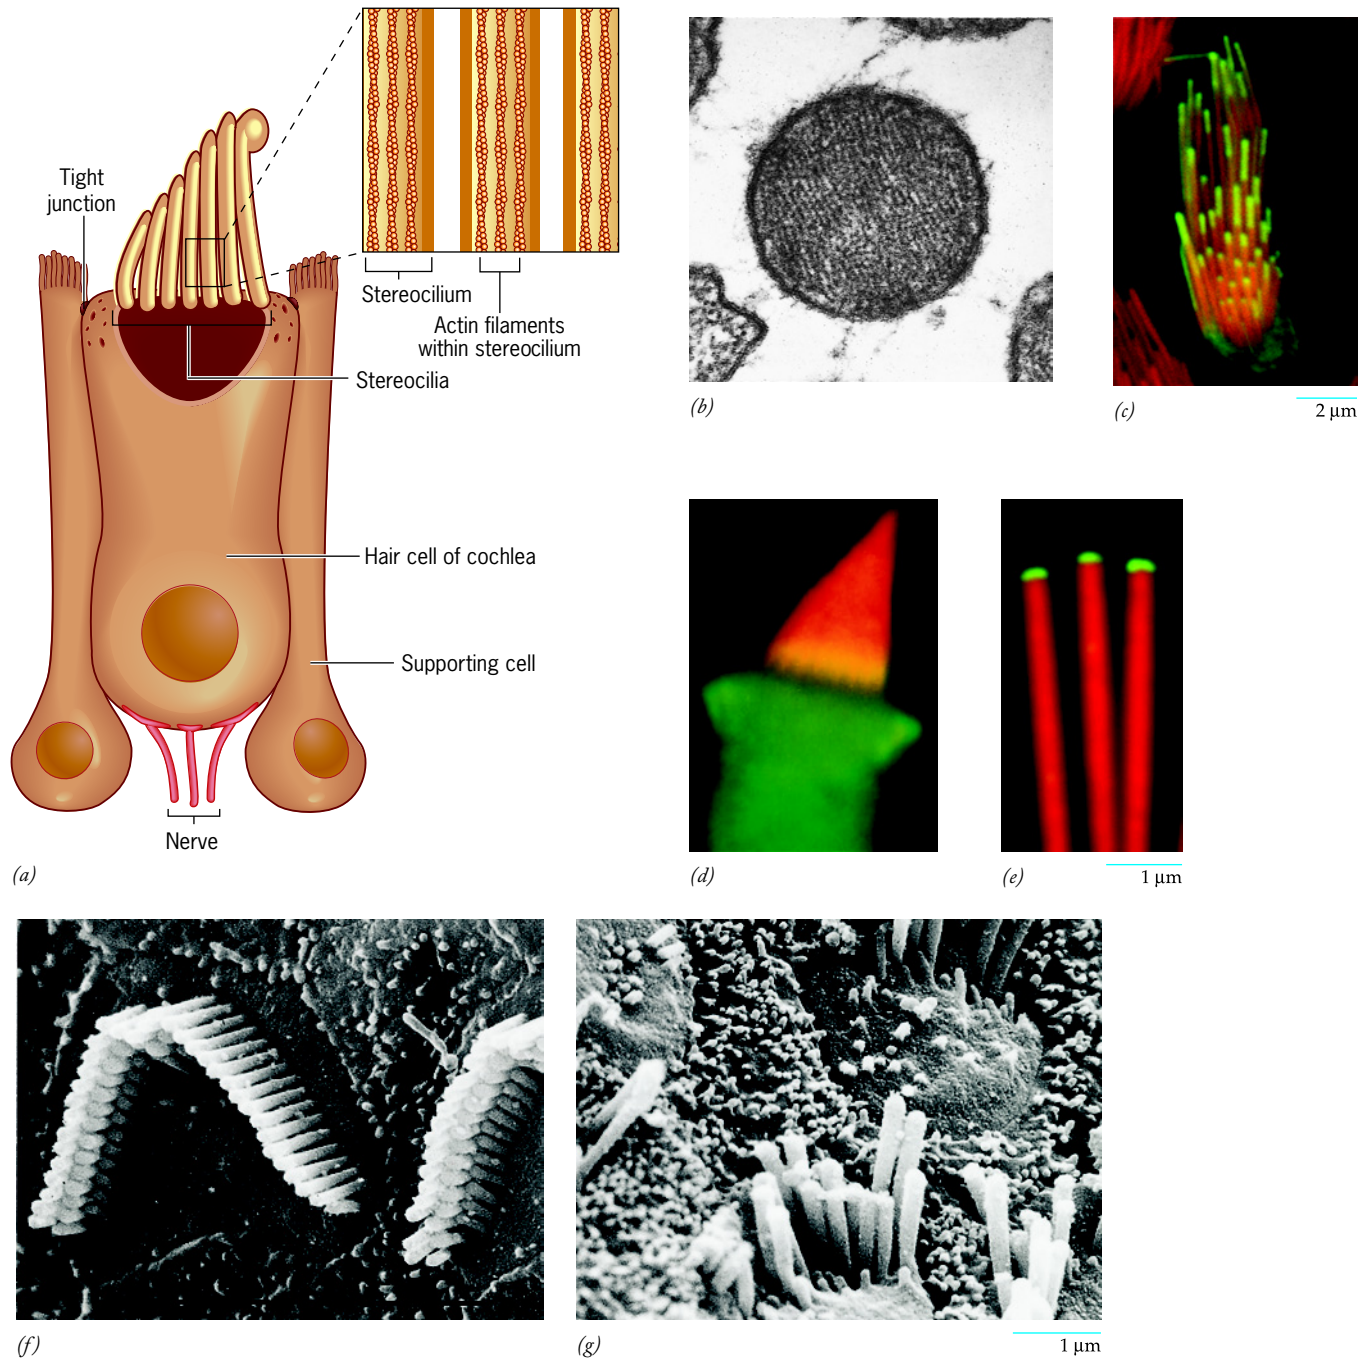 Tight
junction
Stereocilium
Actin filaments
within stereocilium
Stereocilia
Hair cell of cochlea
Supporting cell
Nerve
(a)
(b)
(c)
2 µm
(d)
(e)
1 µm
(f)
(g)
1 µm